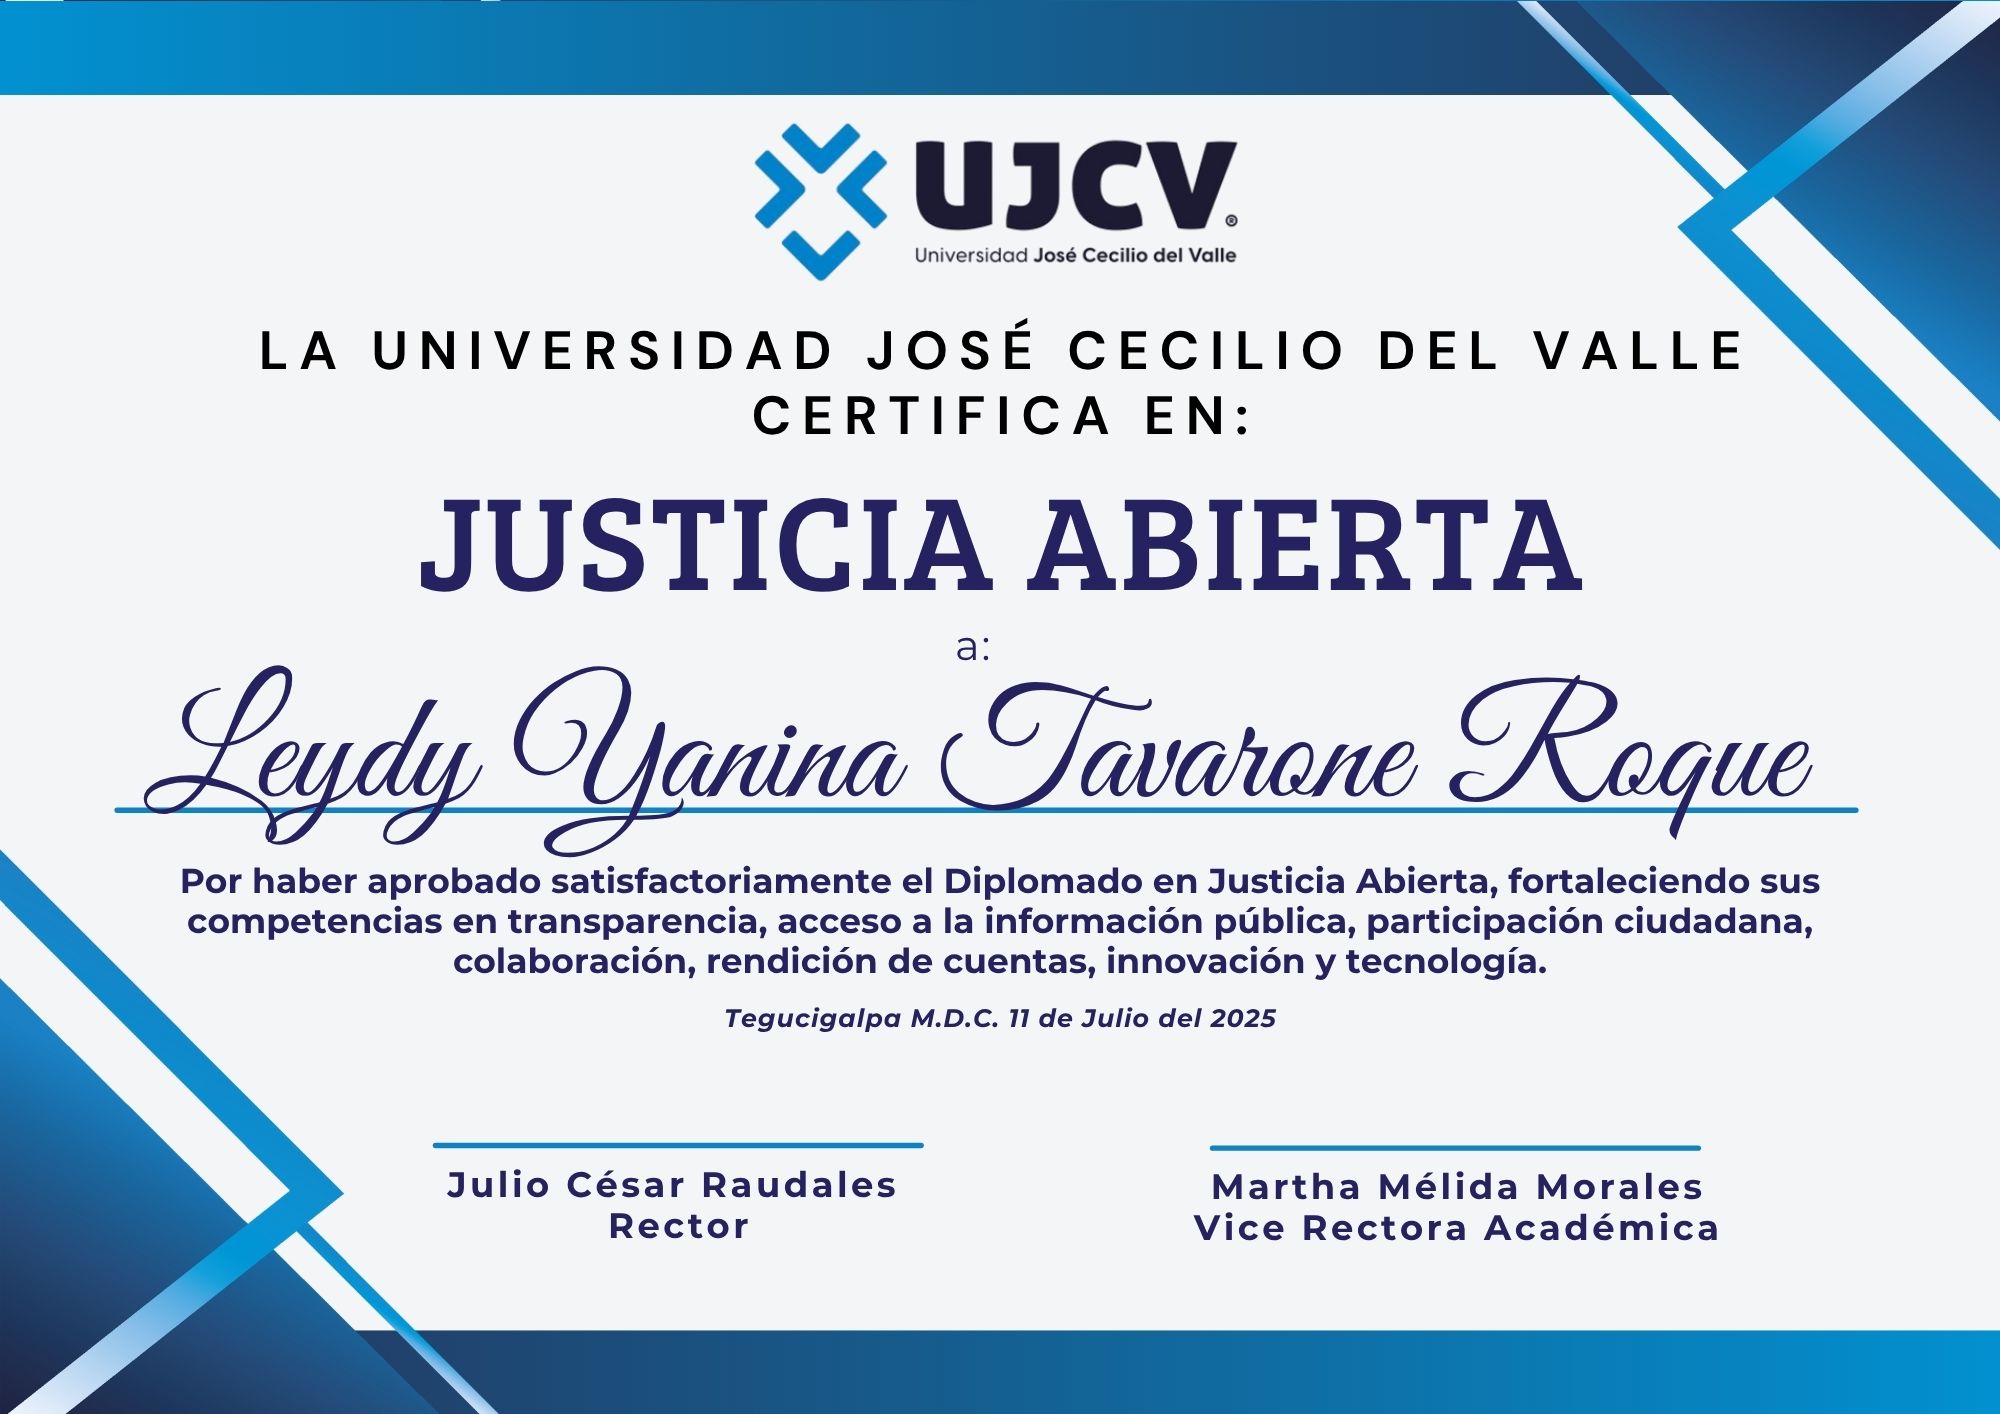 UJCV®
Universidad José Cecilio del Valle
LA UNIVERSIDAD JOSÉ CECILIO DEL VALLE
CERTIFICA EN:
JUSTICIA ABIERTA
a:
Leydy Yanina Tavarone Roque
Por haber aprobado satisfactoriamente el Diplomado en Justicia Abierta, fortaleciendo sus
competencias en transparencia, acceso a la información pública, participación ciudadana,
colaboración, rendición de cuentas, innovación y tecnología.
Tegucigalpa M.D.C. 11 de Julio del 2025
Julio César Raudales
Rector
Martha Mélida Morales
Vice Rectora Académica